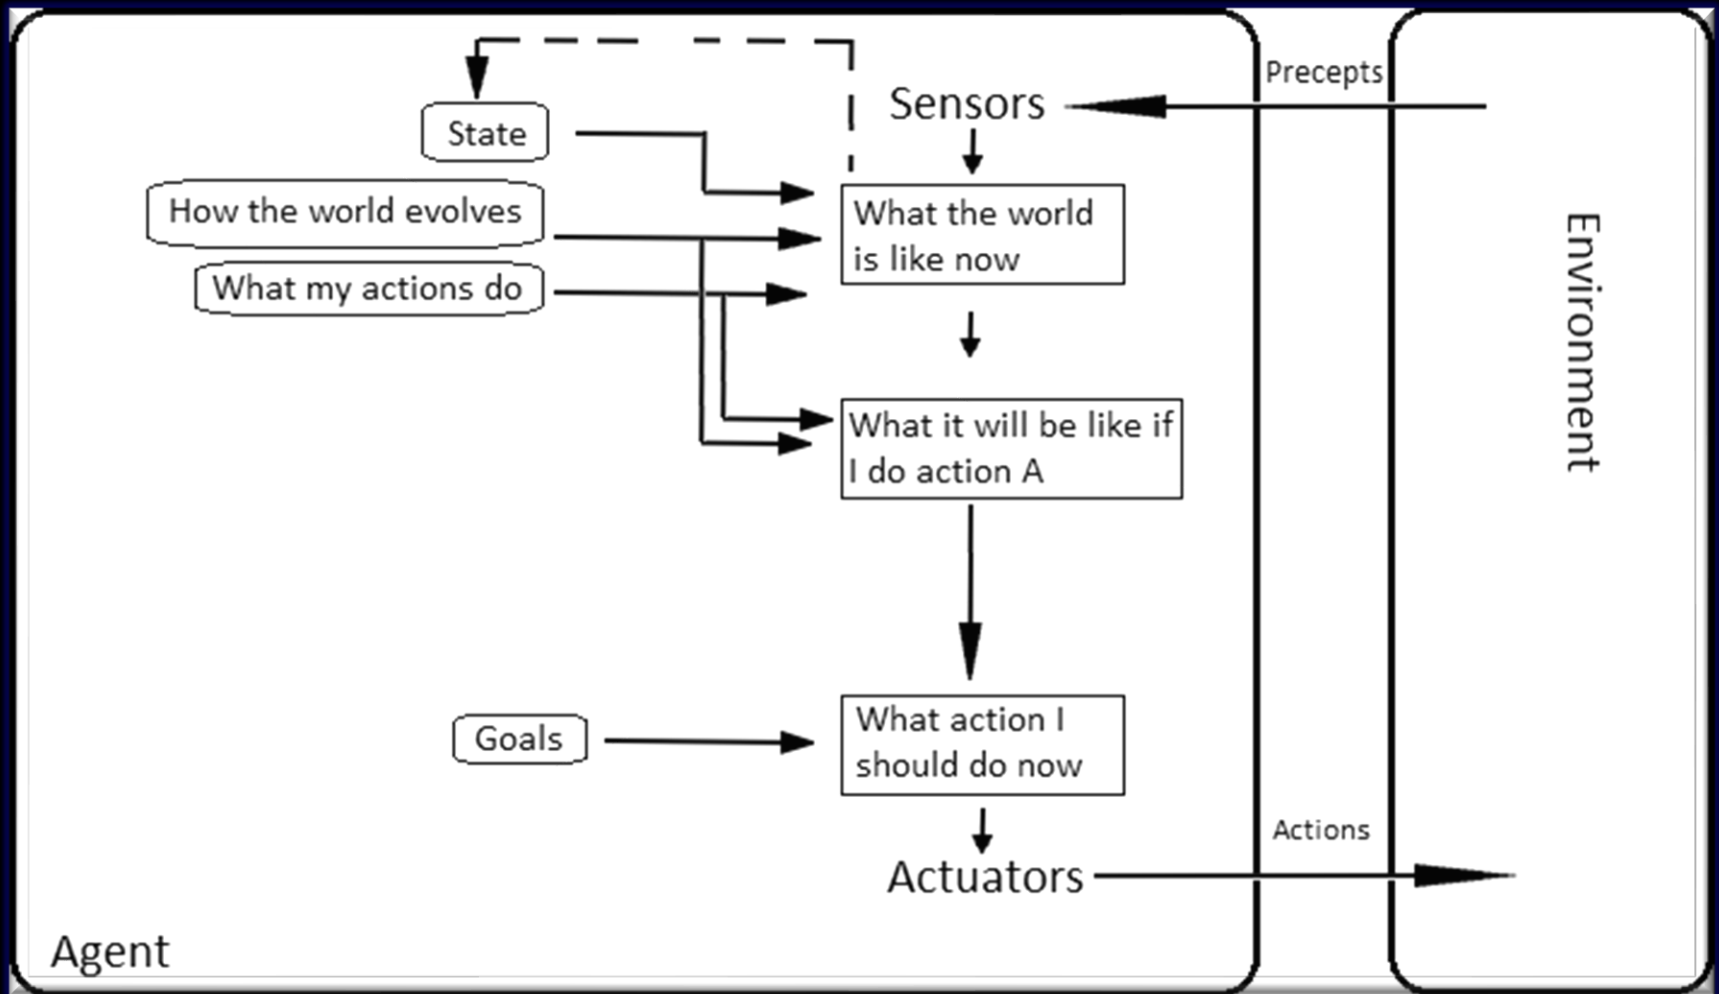 Precepts
Sensors
State
How the world evolves
What the world
is like now
What my actions do
Environment
What it will be like if
I do action A
What action I
should do now
Goals
Actions
Actuators
Agent